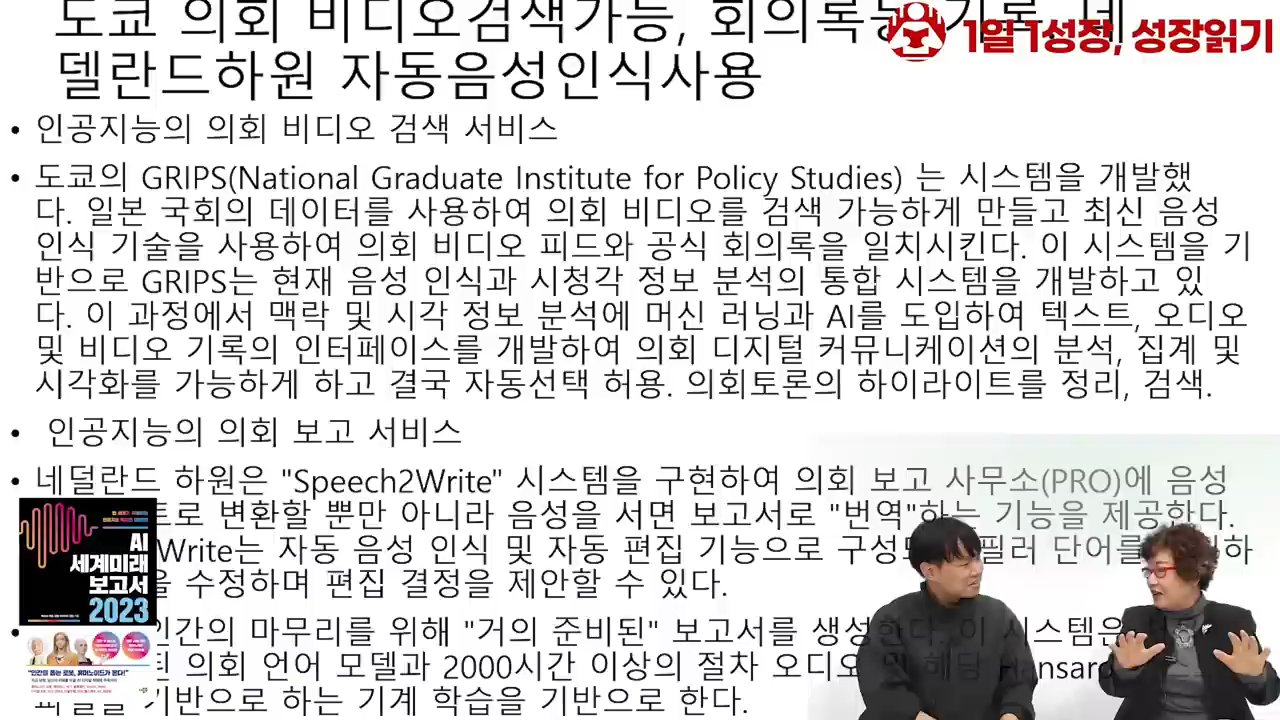 도쿄 의회 비디오검색가능, 회의록
1일 1성장, 성장읽기
델란드하원 자동음성인식사용
• 인공지능의 의회 비디오 검색 서비스
• 도쿄의 GRIPS(National Graduate Institute for Policy Studies) 는 시스템을 개발했
다. 일본 국회의 데이터를 사용하여 의회 비디오를 검색 가능하게 만들고 최신 음성
인식 기술을 사용하여 의회 비디오 피드와 공식 회의록을 일치시킨다. 이 시스템을 기
반으로 GRIPS는 현재 음성 인식과 시청각 정보 분석의 통합 시스템을 개발하고 있
다. 이 과정에서 맥락 및 시각 정보 분석에 머신 러닝과 AI를 도입하여 텍스트, 오디오
및 비디오 기록의 인터페이스를 개발하여 의회 디지털 커뮤니케이션의 분석, 집계 및
시각화를 가능하게 하고 결국 자동선택 허용. 의회토론의 하이라이트를 정리, 검색.
• 인공지능의 의회 보고 서비스
• 네덜란드 하원은 "Speech2Write" 시스템을 구현하여 의회 보고 사무소(PRO)에 음성
트로 변환할 뿐만 아니라 음성을 서면 보고서로 "번역"하는 기능을 제공한다.
Write는 자동 음성 인식 및 자동 편집 기능으로 필러 단어를
을 수정하며 편집 결정을 제안할 수 있다.
인간의 마무리를 위해 "거의 준비된" 보고서를 생성한다. 이 시스템은
된 의회 언어 모델과 2000시간 이상의 절차 오디오 Hansard
기반으로 하는 기계 학습을 기반으로 한다.
AI
세계미래
보고서
2023